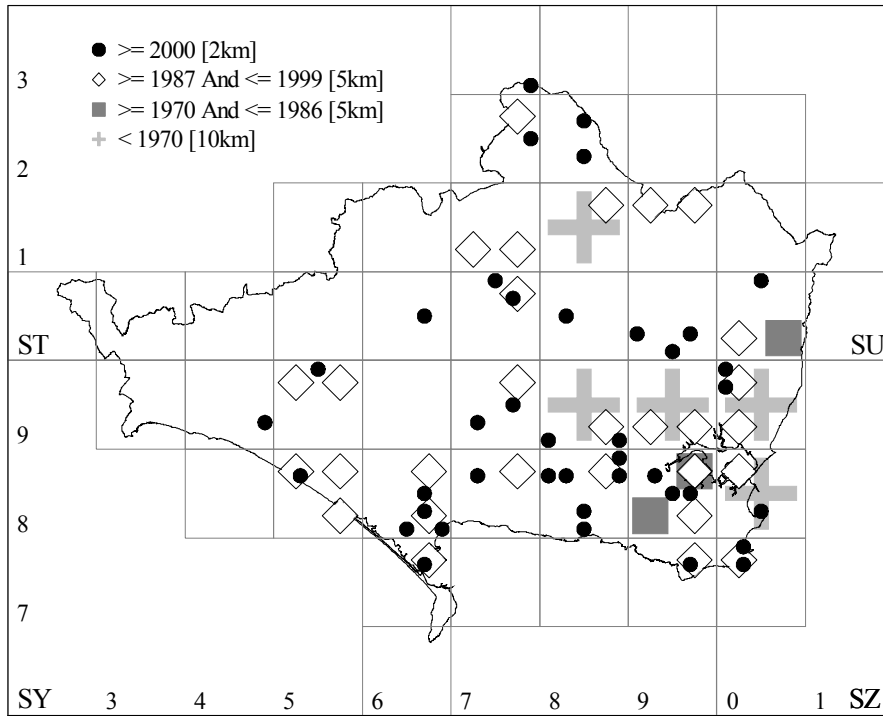 >= 2000 [2km]
>= 1987 And <= 1999 [5km]
>= 1970 And <= 1986 [5km]
< 1970 [10km]
3
2
1
ST SU
9
8
7
SY 3 4 5 6 7 8 9 0 1 SZ